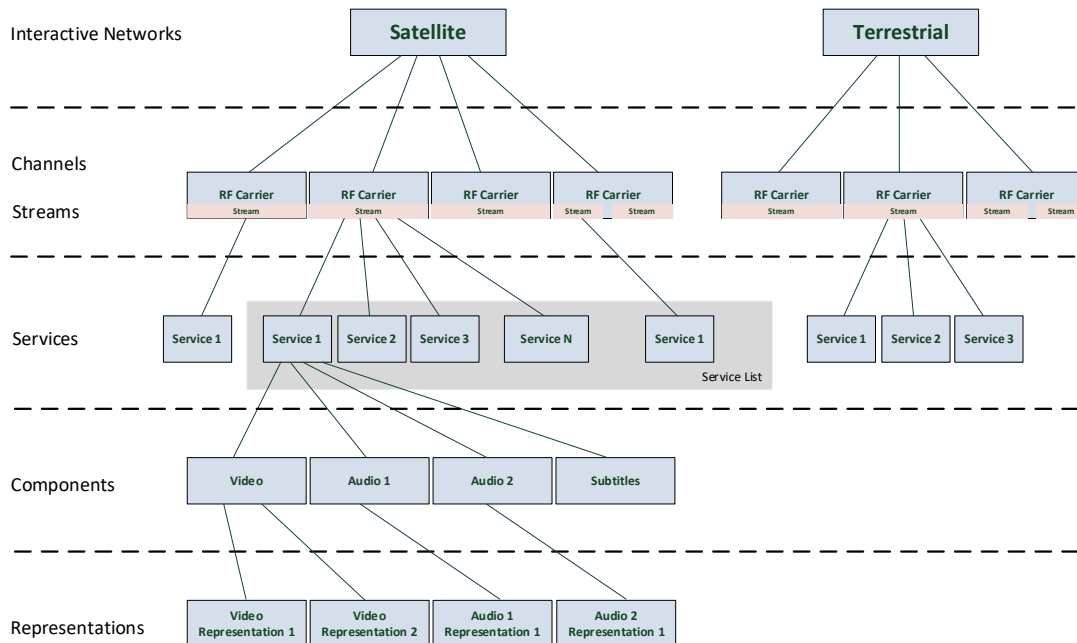 Interactive Networks
Satellite
Terrestrial
Channels
RF Carrier
RF Carrier
RF Carrier
RF Carrier
RF Carrier
RF Carrier
RF Carrier
Streams
Stream
Stream
Stream
Stream
Stream
Stream
Stream
Stream
Stream
Services
Service 1
Service 1
Service 2
Service 3
Service N
Service 1
Service 1
Service 2
Service 3
Service List
Components
Video
Audio 1
Audio 2
Subtitles
Representations
Video
Representation 1
Video
Representation 2
Audio 1
Representation 1
Audio 2
Representation 1